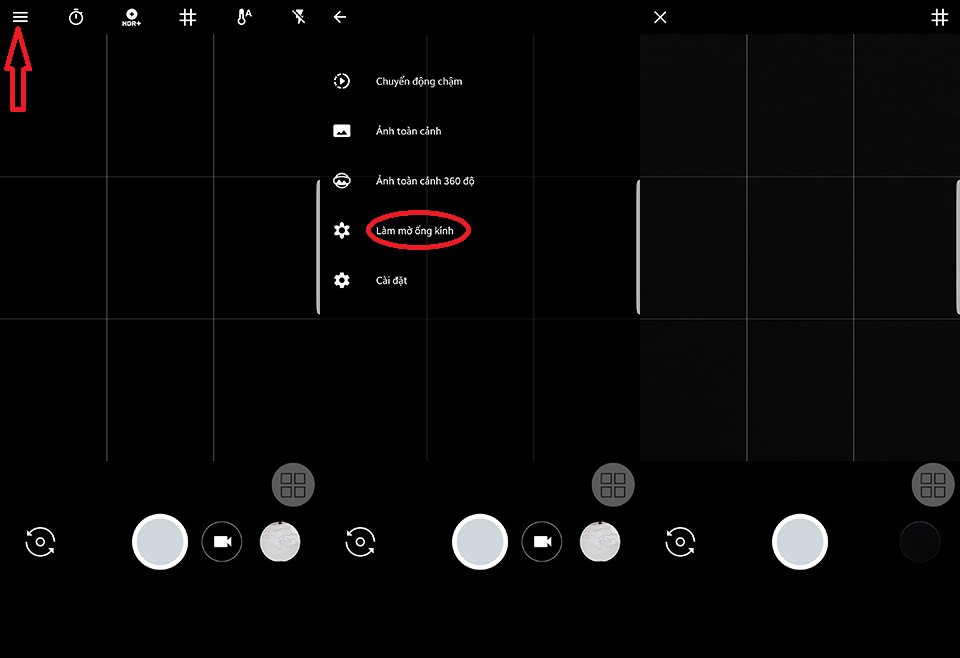 HDR+
A
Chuyển động chậm
Ảnh toàn cảnh
Ảnh toàn cảnh 360 độ
Làm mờ ống kính
Cài đặt